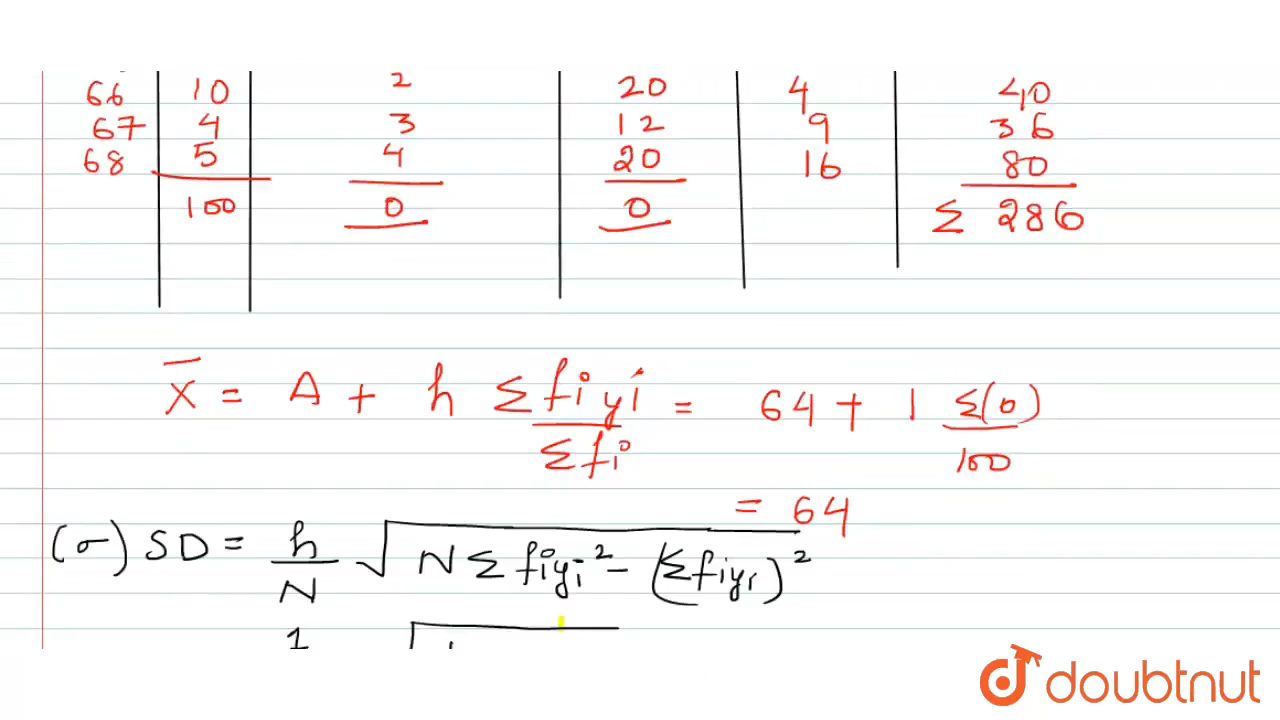 66 10 2 20 4 40
67 4 3 12 9 36
68 5 4 20 16 80
100 0 0 Σ 286
X̄ = A + h Σfiyi/Σfi = 64 + 1 Σ(0)/100
= 64
(σ) SD = h/N √(NΣfiyi² - (Σfiyi)²)
1
doubtnut